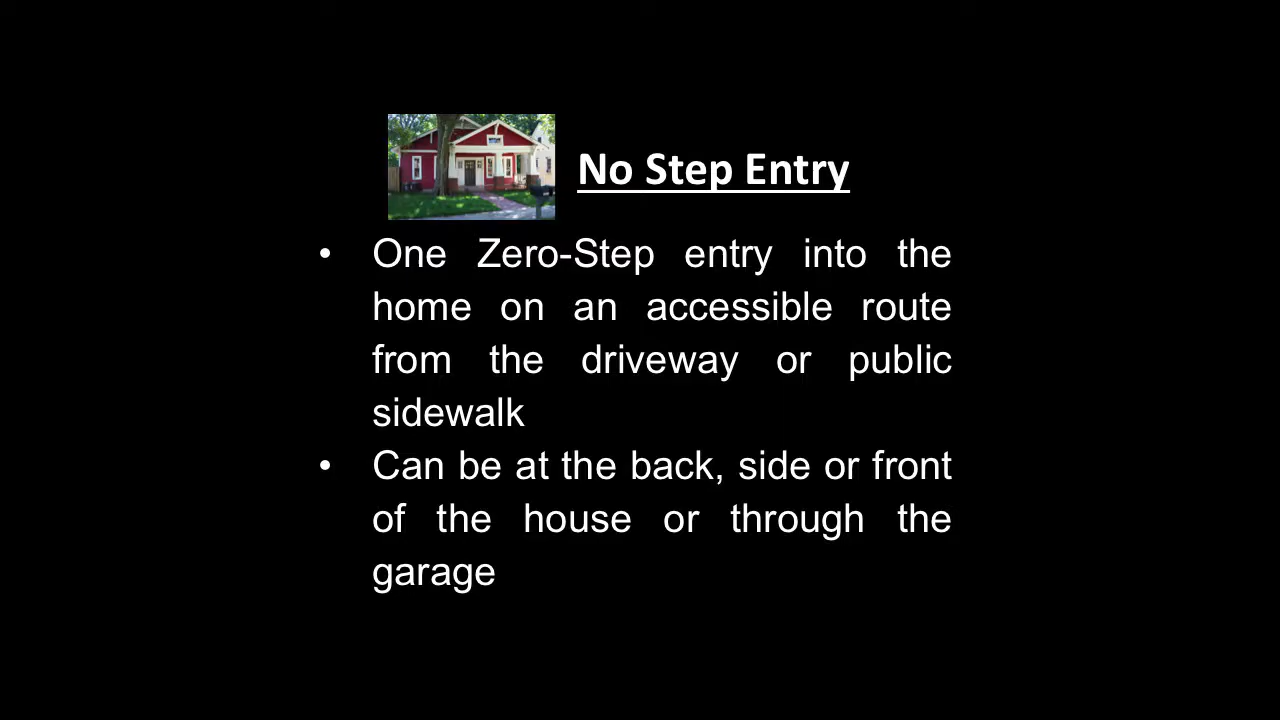 No Step Entry
• One Zero-Step entry into the
home on an accessible route
from the driveway or public
sidewalk
• Can be at the back, side or front
of the house or through the
garage